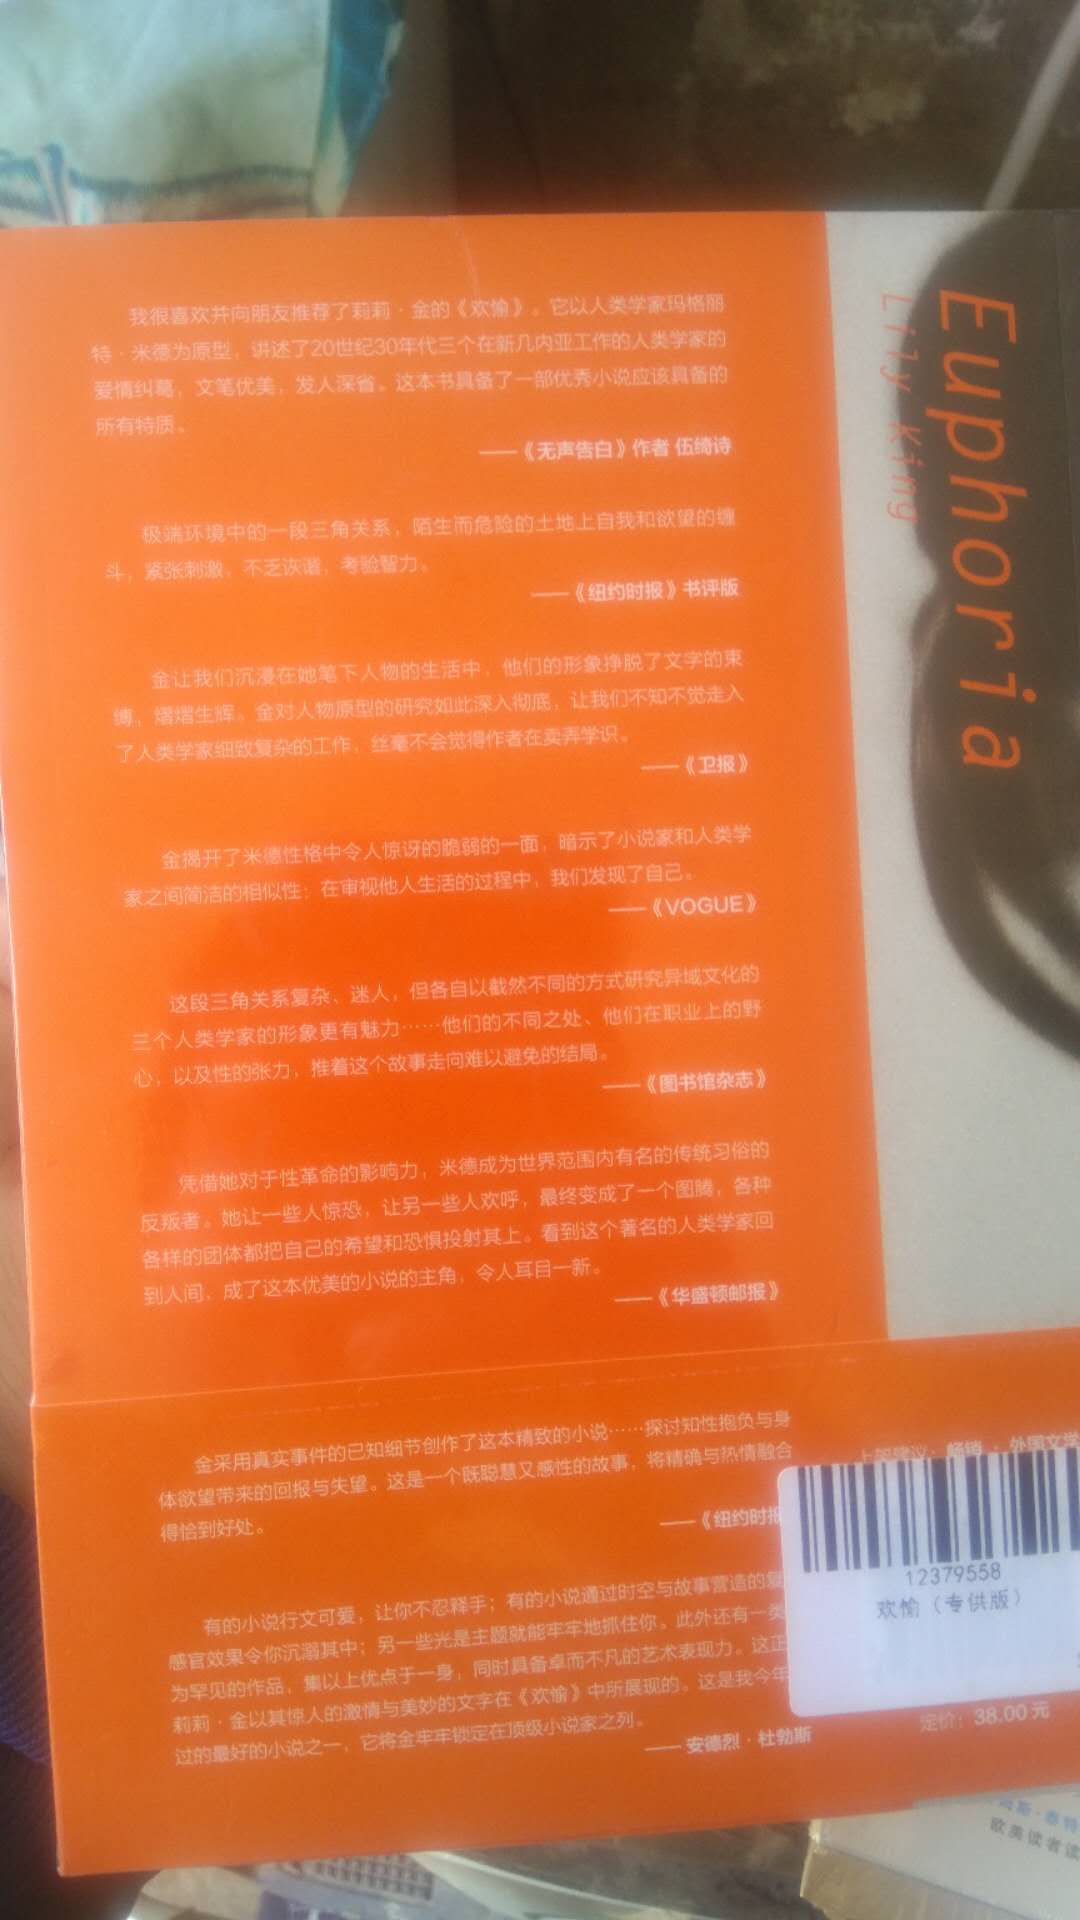 我很喜欢并向朋友推荐了莉莉·金的《欢愉》。它以人类学家玛格丽
特·米德为原型，讲述了20世纪30年代三个在新几内亚工作的人类学家的
爱情纠葛，文笔优美，发人深省。这本书具备了一部优秀小说应该具备的
所有特质。
——《无声告白》作者 伍绮诗
极端环境中的一段三角关系，陌生而危险的土地上自我和欲望的缠
斗，紧张刺激，不乏诙谐，考验智力。
——《纽约时报》书评版
金让我们沉浸在她笔下人物的生活中，他们的形象挣脱了文字的束
缚，熠熠生辉。金对人物原型的研究如此深入彻底，让我们不知不觉走入
了人类学家细致复杂的工作，丝毫不会觉得作者在卖弄学识。
——《卫报》
金揭开了米德性格中令人惊讶的脆弱的一面，暗示了小说家和人类学
家之间简洁的相似性：在审视他人生活的过程中，我们发现了自己。
——《VOGUE》
这段三角关系复杂、迷人，但各自以截然不同的方式研究异域文化的
三个人类学家的形象更有魅力……他们的不同之处、他们在职业上的野
心，以及性的张力，推着这个故事走向难以避免的结局。
——《图书馆杂志》
凭借她对于性革命的影响力，米德成为世界范围内有名的传统习俗的
反叛者。她让一些人惊恐，让另一些人欢呼，最终变成了一个图腾，各种
各样的团体都把自己的希望和恐惧投射其上。看到这个著名的人类学家回
到人间，成了这本优美的小说的主角，令人耳目一新。
——《华盛顿邮报》
金采用真实事件的已知细节创作了这本精致的小说……探讨知性抱负与身
体欲望带来的回报与失望。这是一个既聪慧又感性的故事，将精确与热情融合
得恰到好处。
——《纽约时报
有的小说行文可爱，让你不忍释手；有的小说通过时空与故事营造的复
感官效果令你沉溺其中；另一些光是主题就能牢牢地抓住你。此外还有一类
为罕见的作品，集以上优点于一身，同时具备卓而不凡的艺术表现力。这正
莉莉·金以其惊人的激情与美妙的文字在《欢愉》中所展现的。这是我今年
过的最好的小说之一，它将金牢牢锁定在顶级小说家之列。
——安德烈·杜勃斯
Euphoria
Lily King
上架建议：畅销·外国文学
12379558
欢愉（专供版）
定价：38.00元
欧美读者读